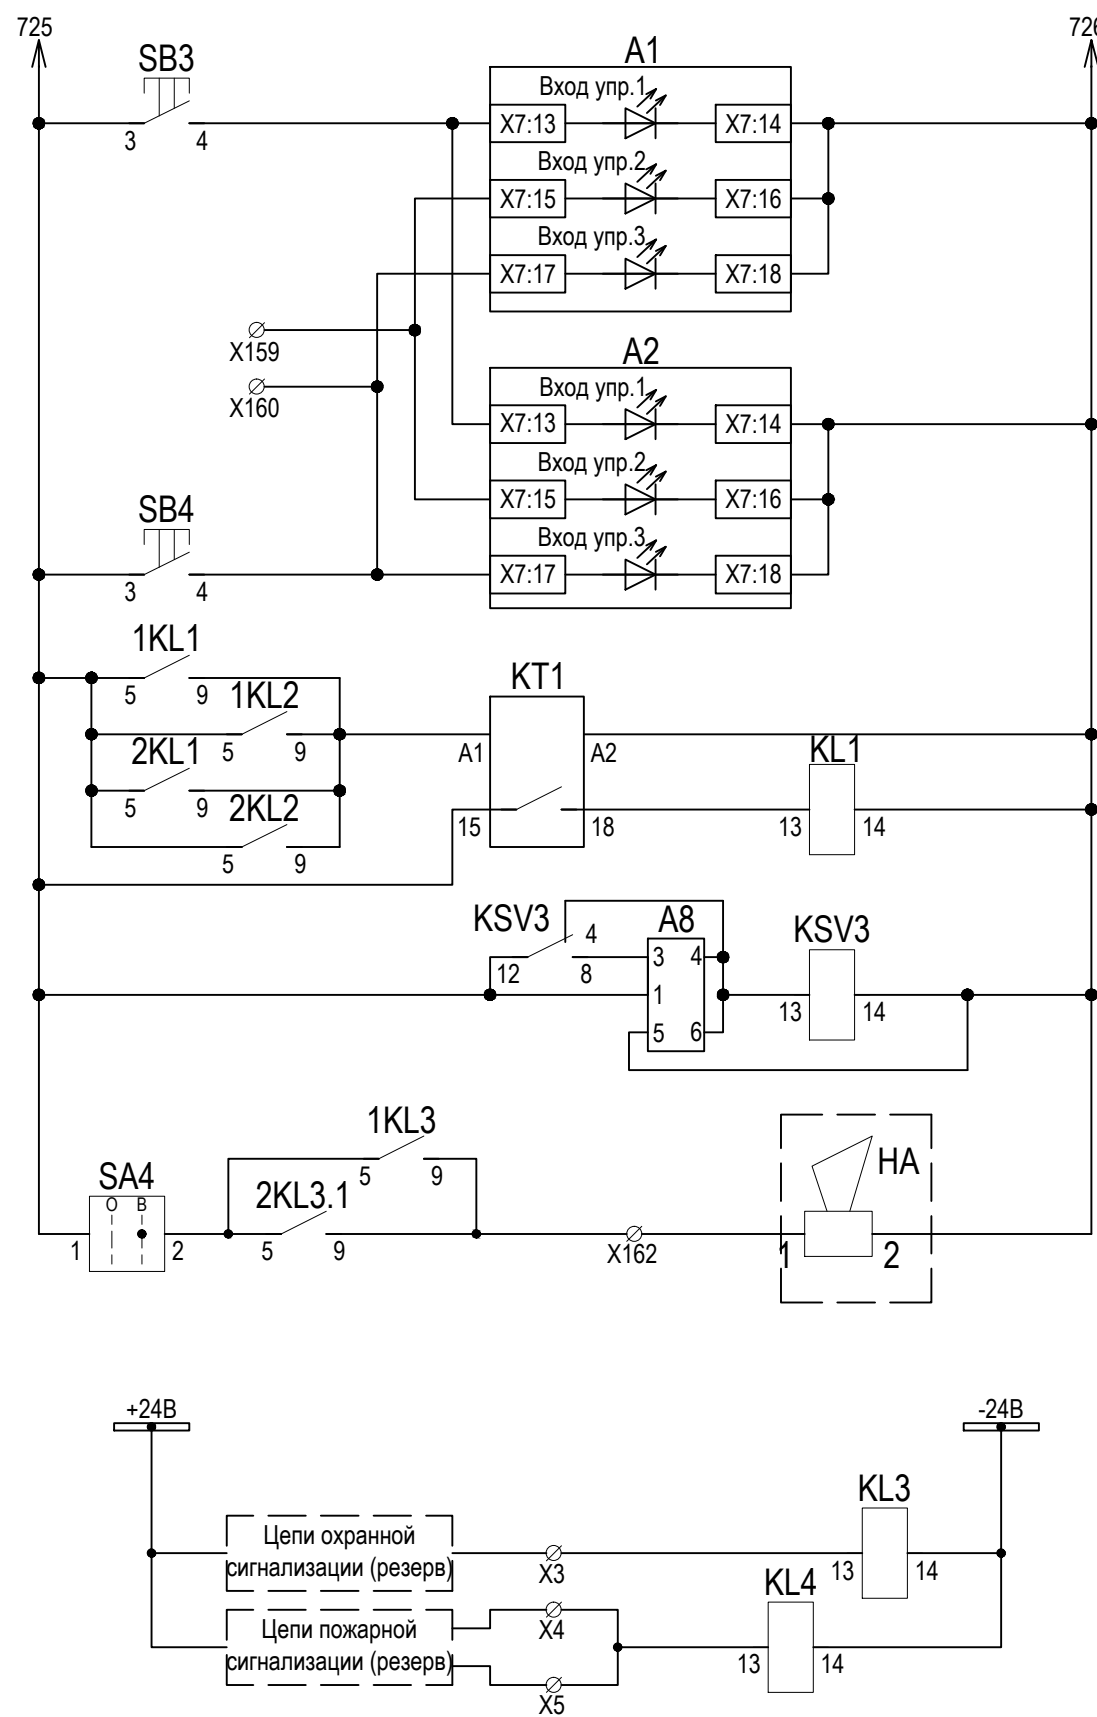 725
726
SB3
3
4
A1
Вход упр.1
X7:13
X7:14
Вход упр.2
X7:15
X7:16
Вход упр.3
X7:17
X7:18
X159
X160
A2
Вход упр.1
X7:13
X7:14
Вход упр.2
X7:15
X7:16
Вход упр.3
X7:17
X7:18
SB4
3
4
1KL1
5
9
1KL2
5
9
2KL1
5
9
2KL2
5
9
KT1
A1
A2
15
18
KL1
13
14
KSV3
4
12
8
A8
3
4
1
5
6
KSV3
13
14
1KL3
5
9
SA4
О В
1
2
2KL3.1
5
9
X162
HA
1
2
+24В
-24В
Цепи охранной
сигнализации (резерв)
X3
KL3
13
14
Цепи пожарной
сигнализации (резерв)
X4
X5
KL4
13
14